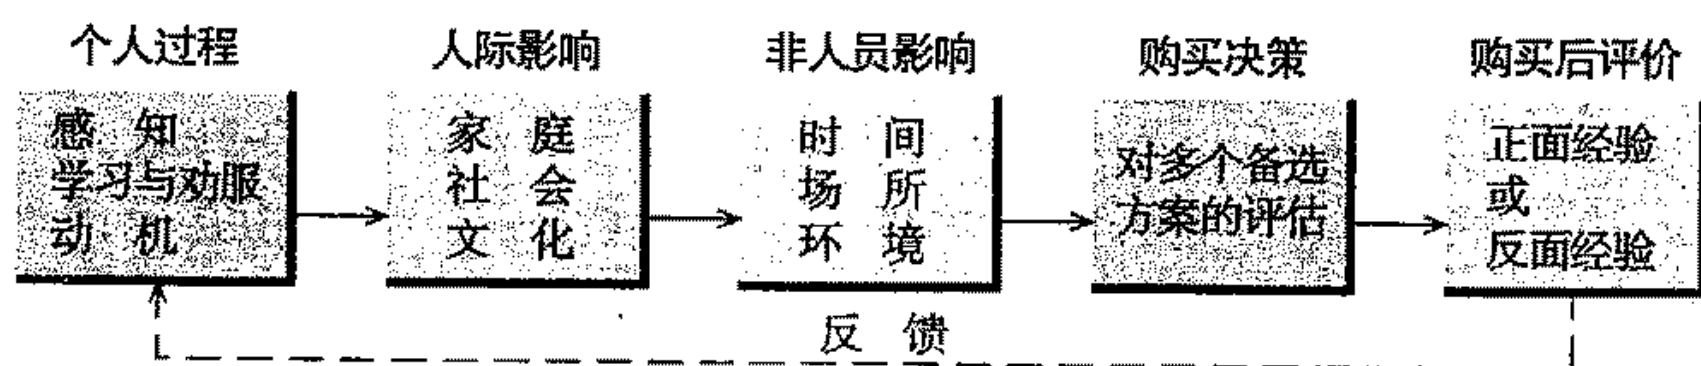 个人过程
人际影响
非人员影响
购买决策
购买后评价
感 知
学习与劝服
动 机
家 庭
社 会
文 化
时 间
场 所
环 境
对多个备选
方案的评估
正面经验
或
反面经验
反 馈